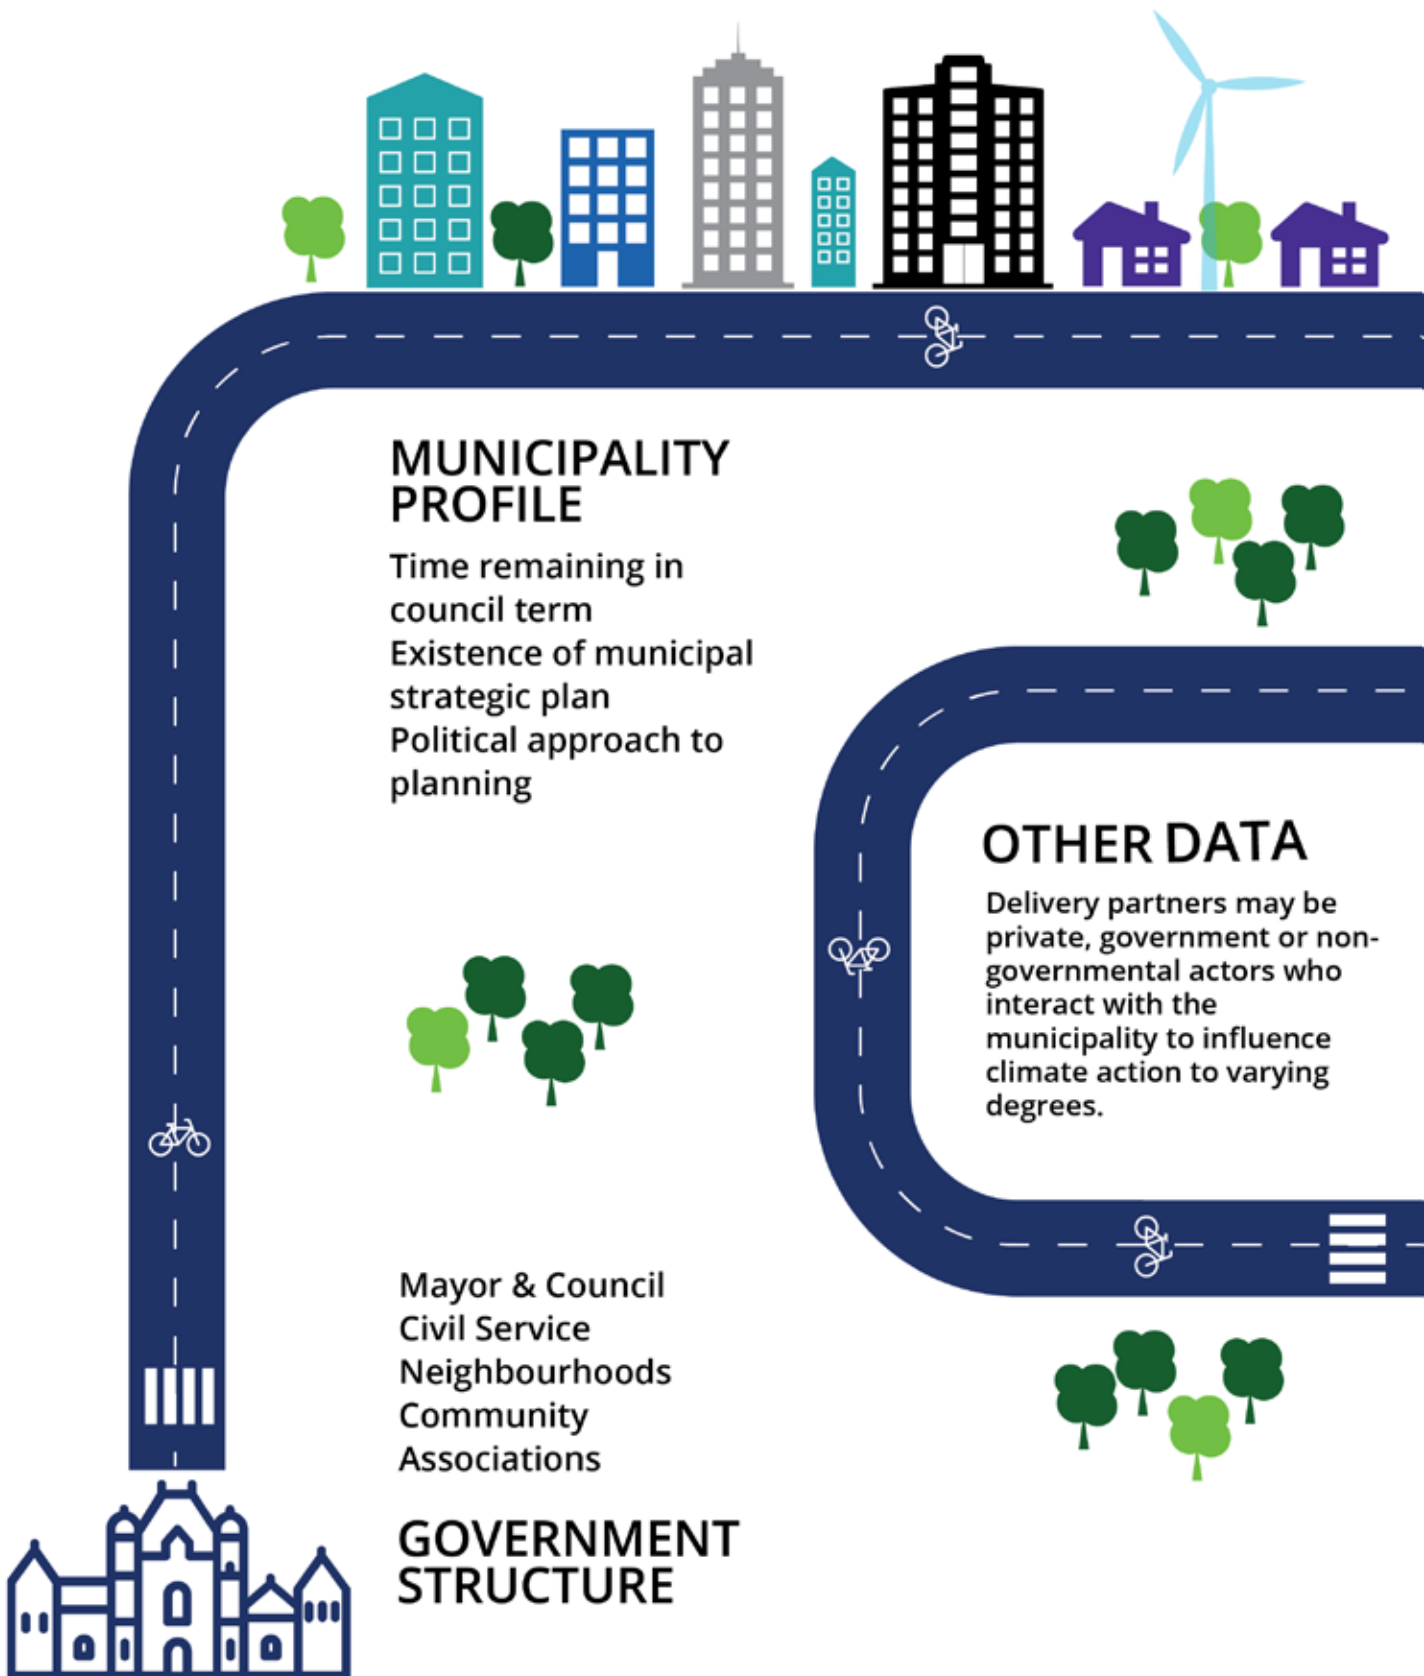 MUNICIPALITY
PROFILE
Time remaining in
council term
Existence of municipal
strategic plan
Political approach to
planning
OTHER DATA
Delivery partners may be
private, government or non-
governmental actors who
interact with the
municipality to influence
climate action to varying
degrees.
Mayor & Council
Civil Service
Neighbourhoods
Community
Associations
GOVERNMENT
STRUCTURE